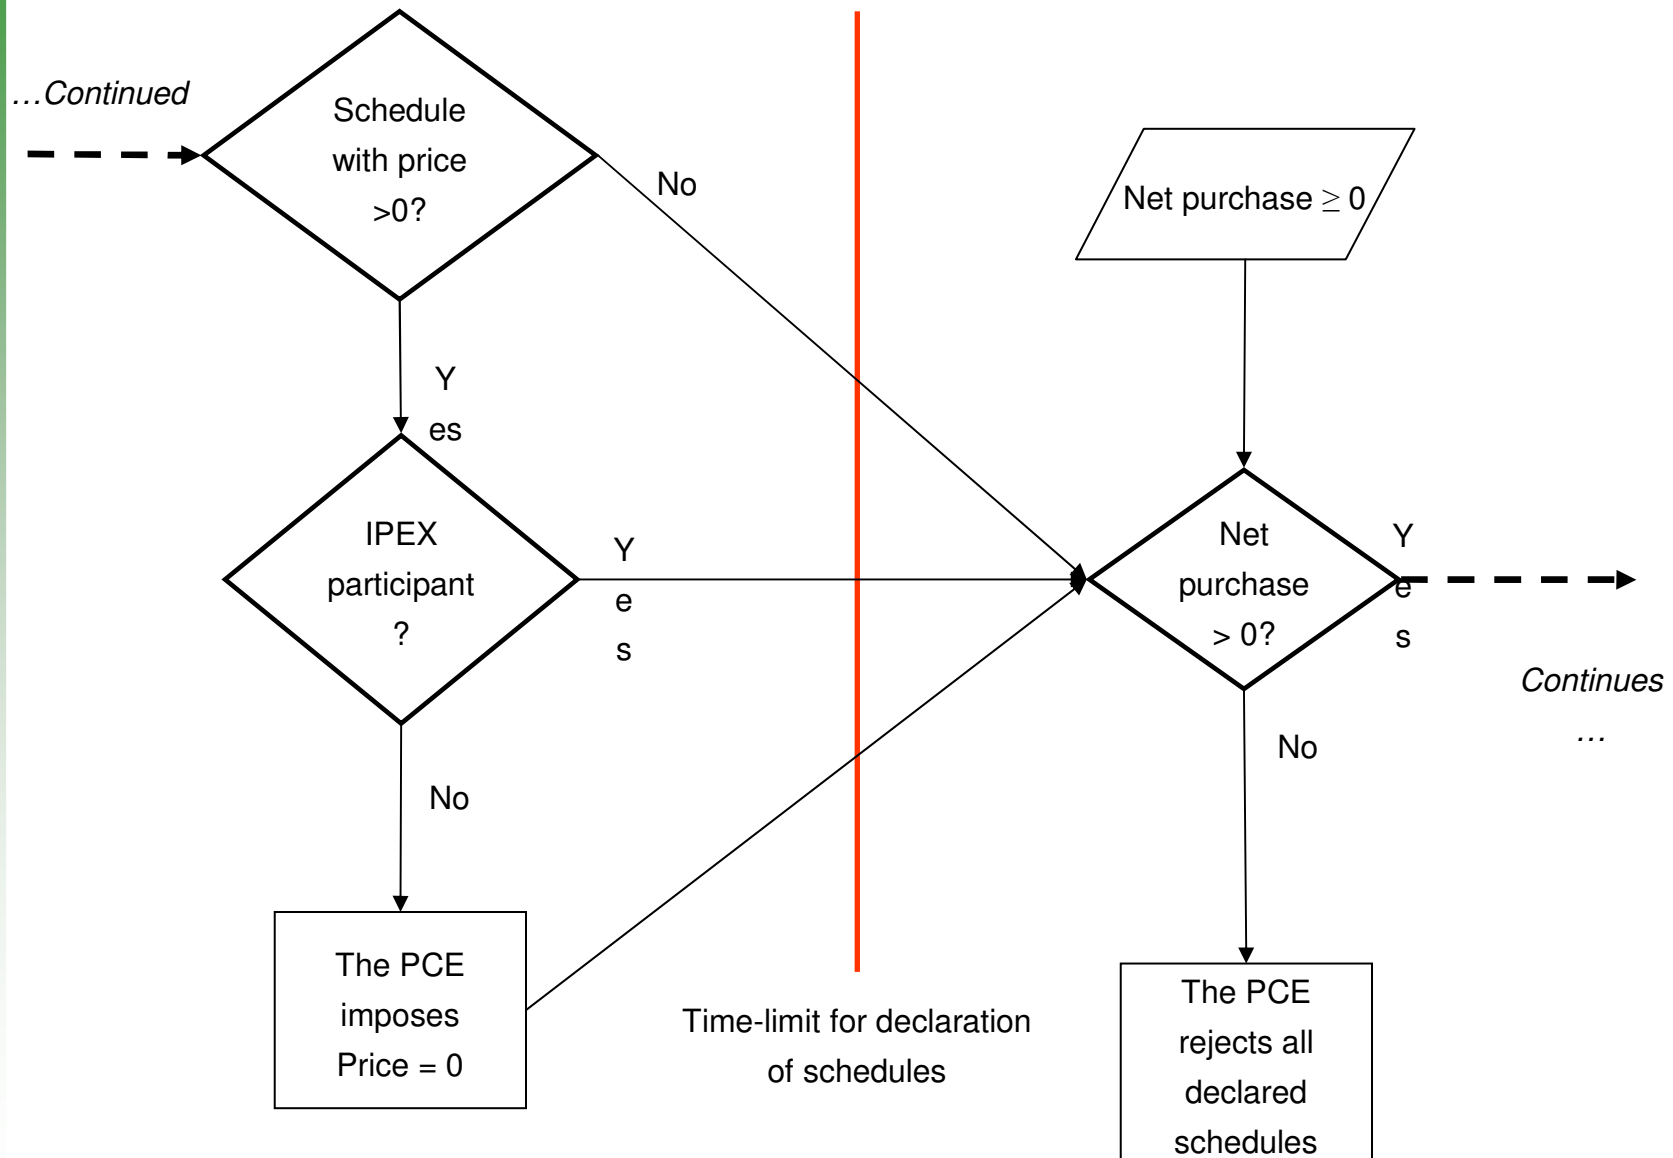 …Continued
Schedule
with price
>0?
No
Net purchase ≥ 0
Y
es
IPEX
participant
?
Y
e
s
Net
purchase
> 0?
Y
e
s
Continues
…
No
No
The PCE
imposes
Price = 0
Time-limit for declaration
of schedules
The PCE
rejects all
declared
schedules